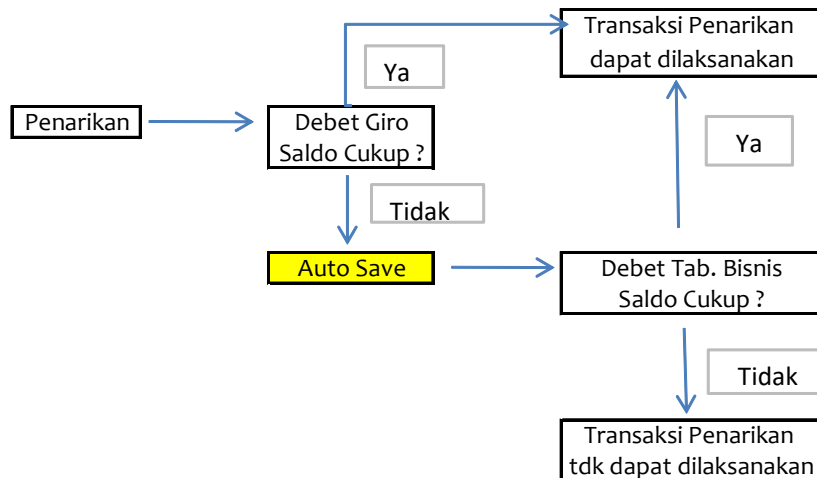 Transaksi Penarikan
dapat dilaksanakan
Ya
Penarikan
Debet Giro
Saldo Cukup ?
Ya
Tidak
Auto Save
Debet Tab. Bisnis
Saldo Cukup ?
Tidak
Transaksi Penarikan
tdk dapat dilaksanakan